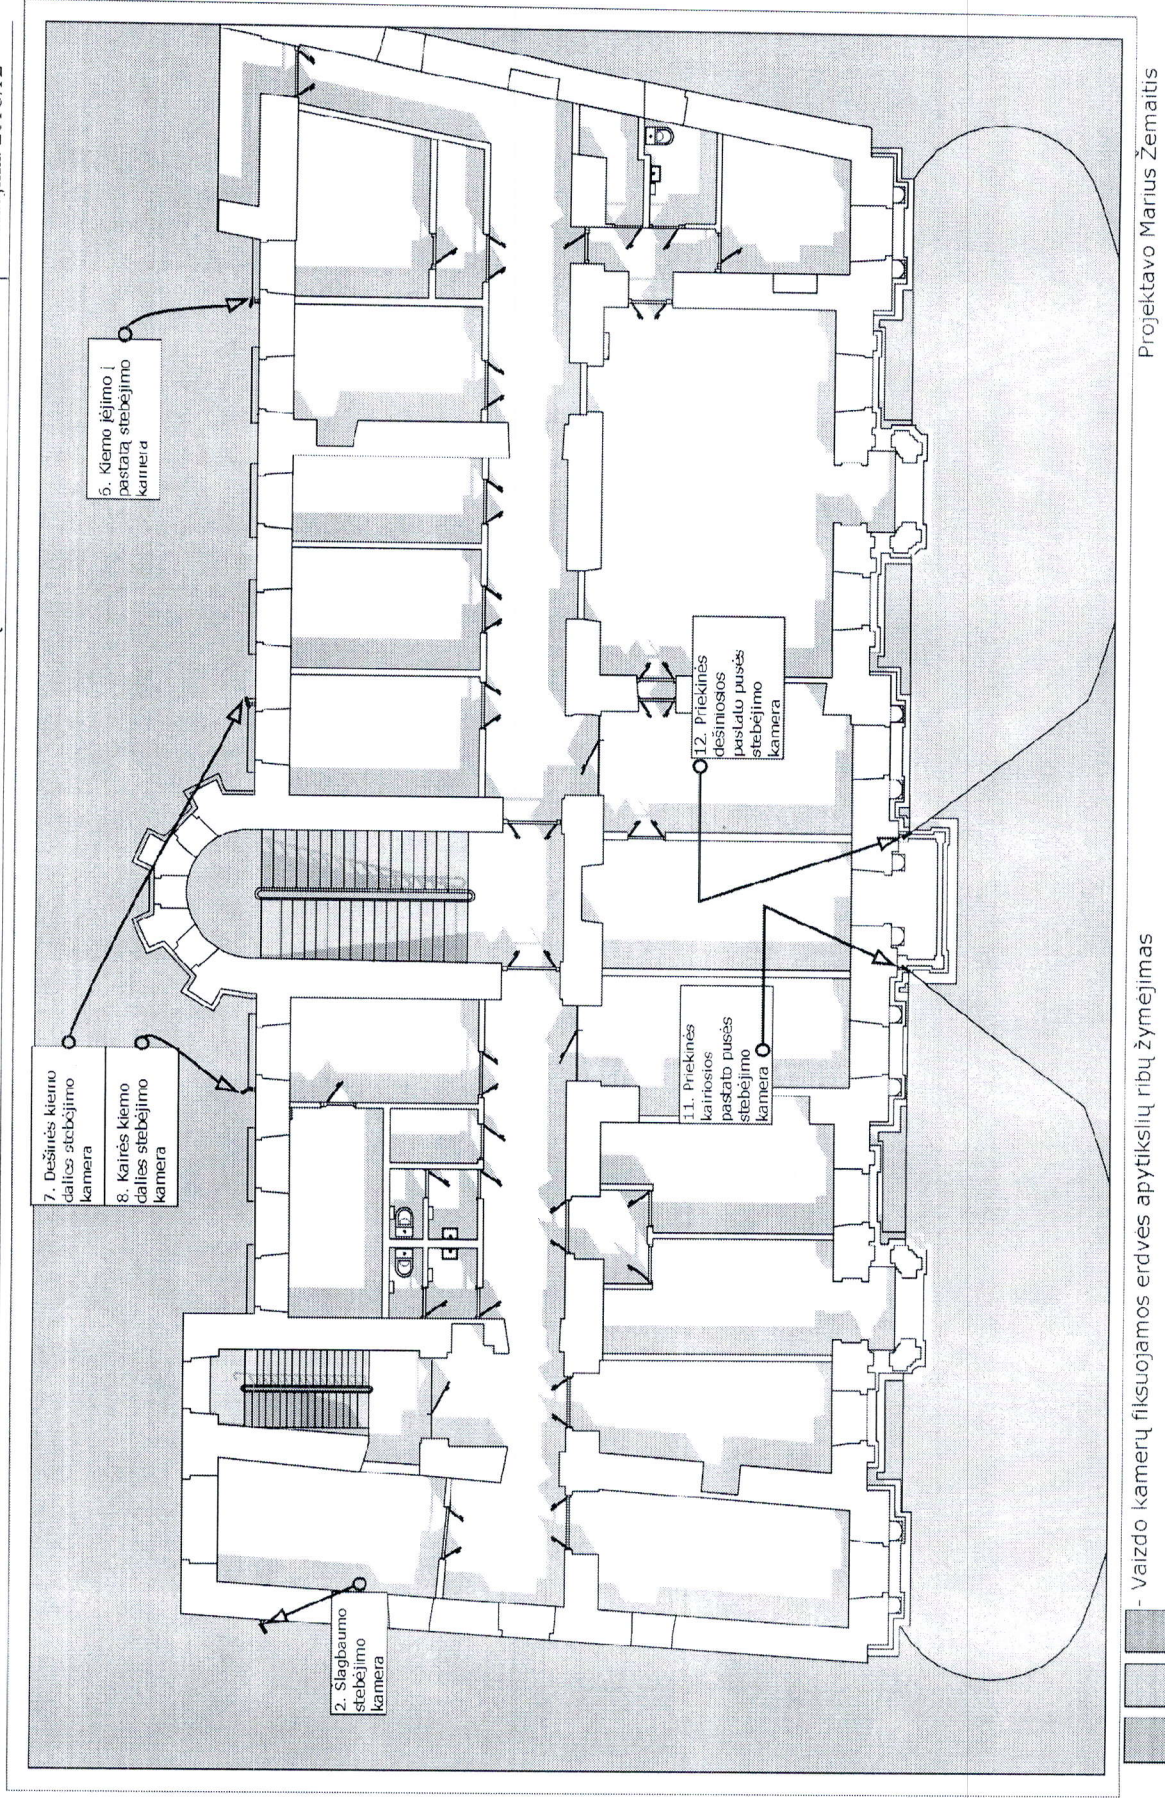 5. Kiemo įėjimo į
pastatą stebėjimo
kamera
7. Dešinės kiemo
dalies stebėjimo
kamera
8. Kairės kiemo
dalies stebėjimo
kamera
12. Priekinės
dešiniosios
pastato pusės
stebėjimo
kamera
11. Priekinės
kairiosios
pastato pusės
stebėjimo
kamera
2. Šlagbaumo
stebėjimo
kamera
- Vaizdo kamerų fiksuojamos erdvės apytikslių ribų žymėjimas
Projektavo Marius Žemaitis